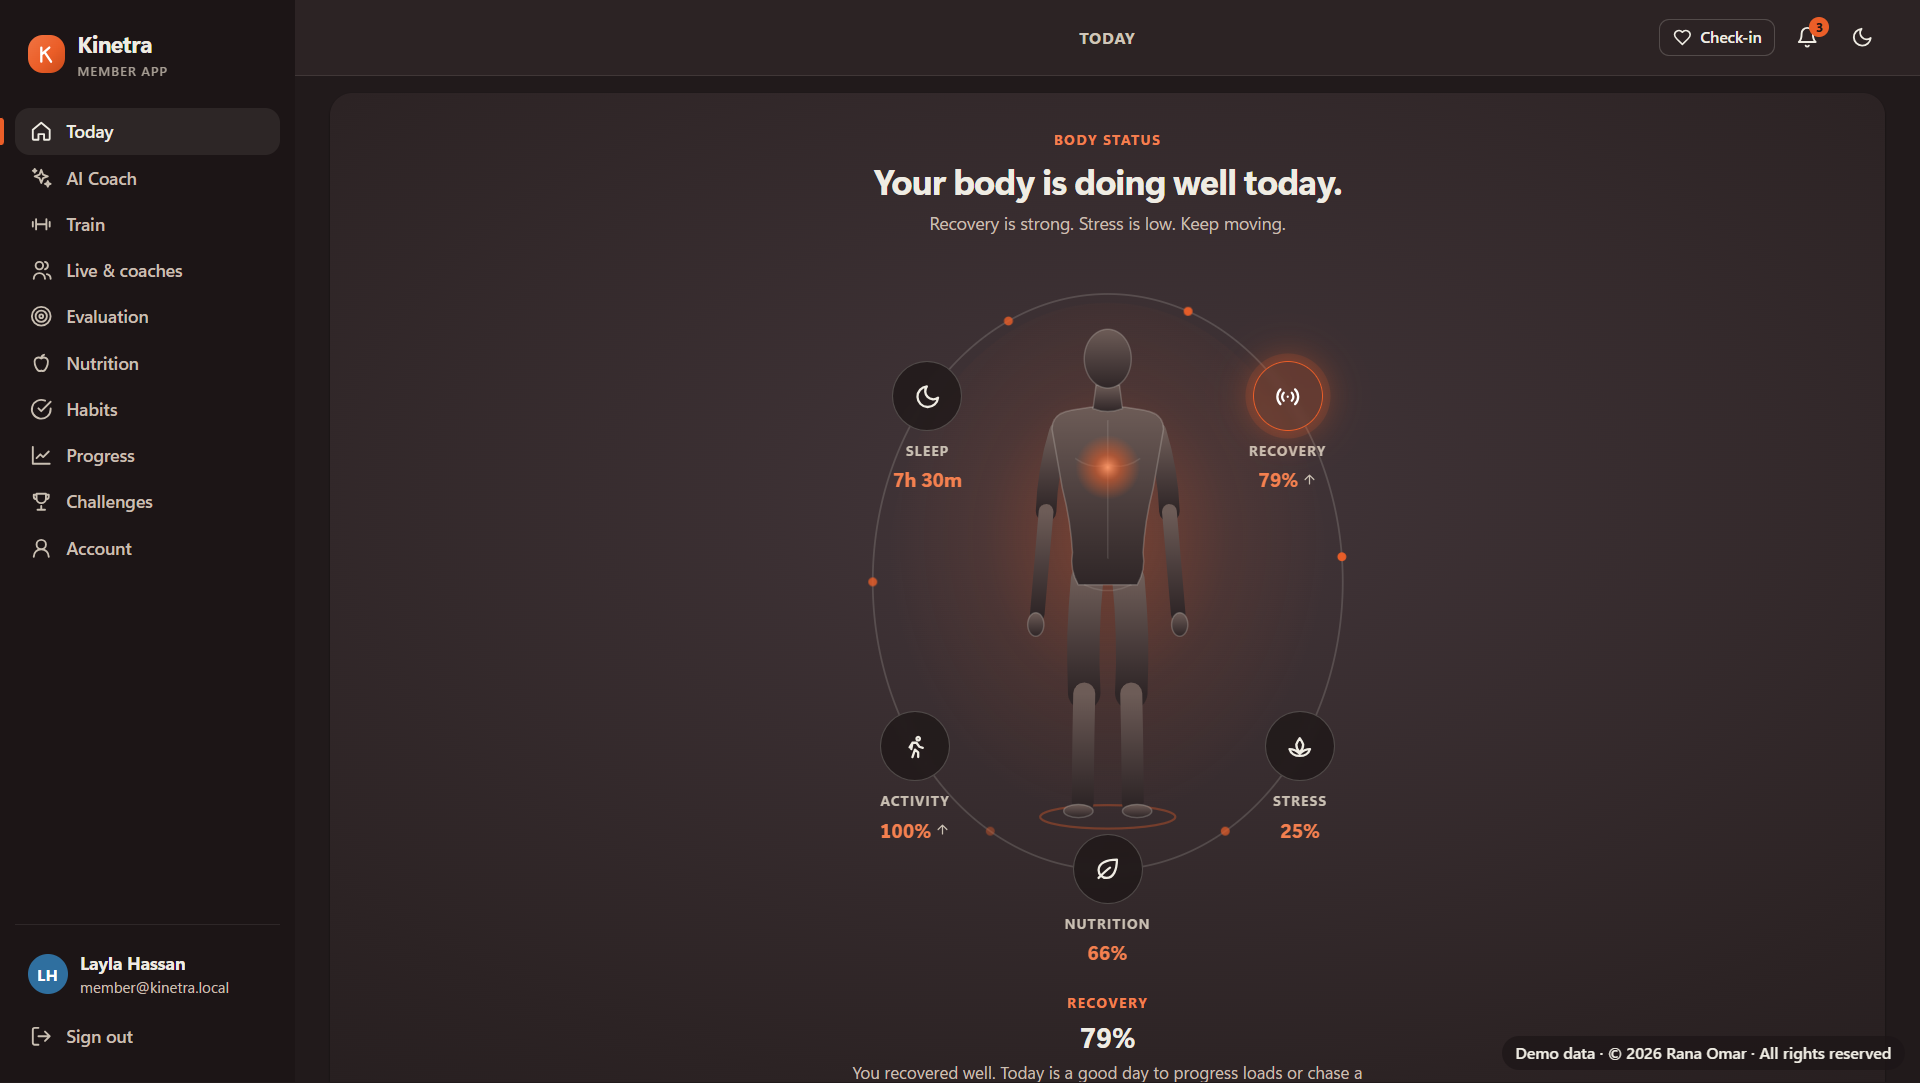 Kinetra
MEMBER APP
Today
AI Coach
Train
Live & coaches
Evaluation
Nutrition
Habits
Progress
Challenges
Account
LH
Layla Hassan
member@kinetra.local
Sign out
TODAY
Check-in
3
BODY STATUS
Your body is doing well today.
Recovery is strong. Stress is low. Keep moving.
SLEEP
7h 30m
RECOVERY
79% ↑
ACTIVITY
100% ↑
STRESS
25%
NUTRITION
66%
RECOVERY
79%
You recovered well. Today is a good day to progress loads or chase a
Demo data · © 2026 Rana Omar · All rights reserved